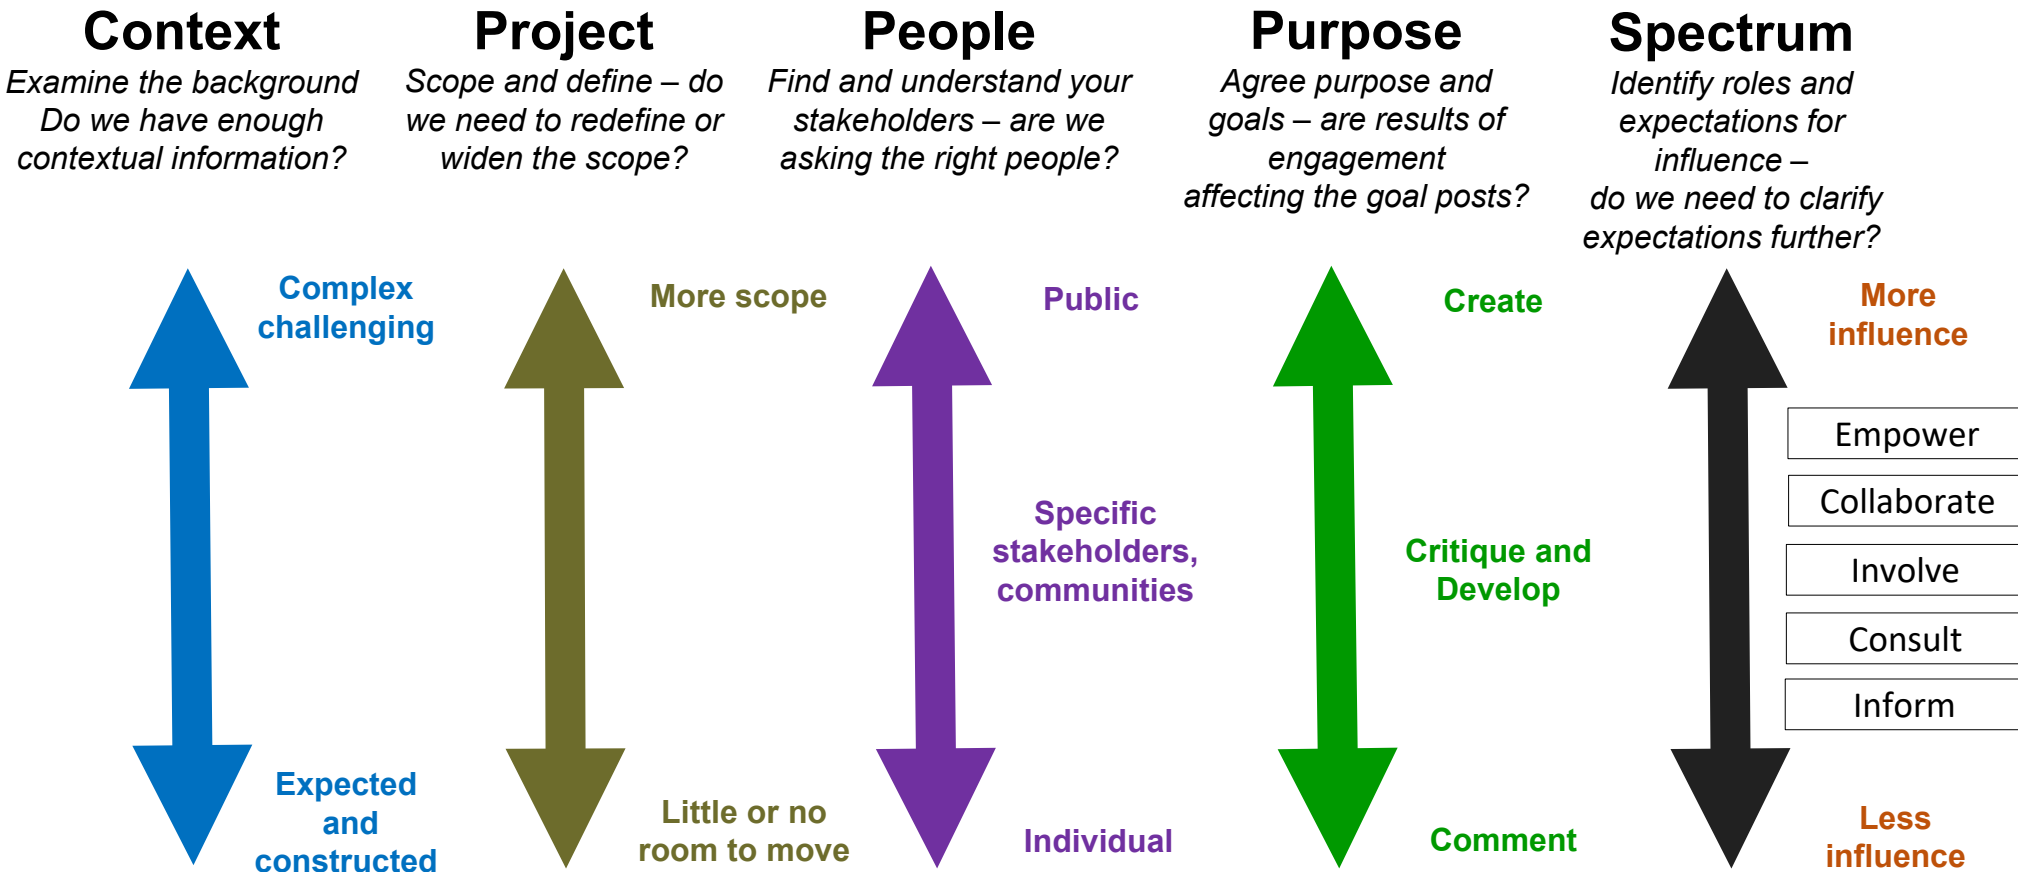 Context
Examine the background
Do we have enough
contextual information?
Project
Scope and define – do
we need to redefine or
widen the scope?
People
Find and understand your
stakeholders – are we
asking the right people?
Purpose
Agree purpose and
goals – are results of
engagement
affecting the goal posts?
Spectrum
Identify roles and
expectations for
influence –
do we need to clarify
expectations further?
Complex
challenging
Expected
and
constructed
More scope
Little or no
room to move
Public
Specific
stakeholders,
communities
Individual
Create
Critique and
Develop
Comment
More
influence
Empower
Collaborate
Involve
Consult
Inform
Less
influence